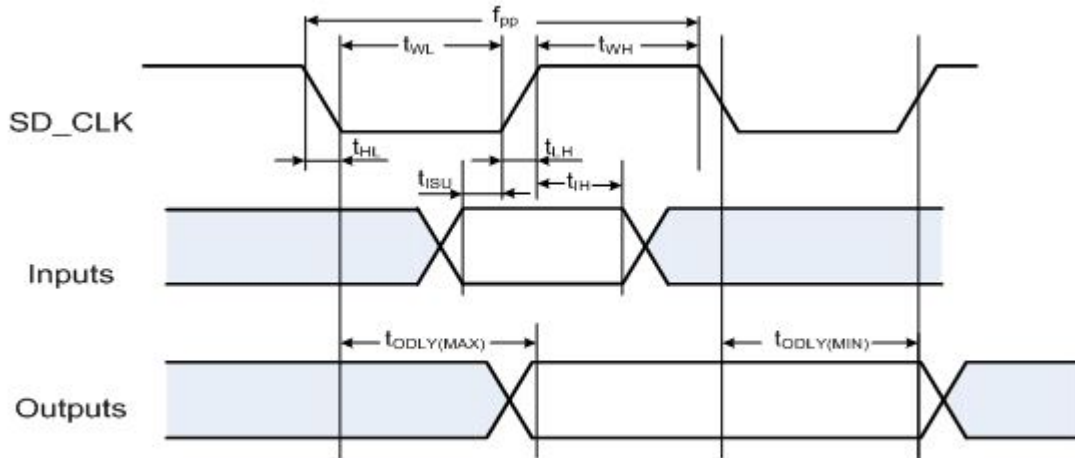 fpp
tWL
tWH
SD_CLK
tHL
tLH
tISU
tIH
Inputs
tODLY(MAX)
tODLY(MIN)
Outputs